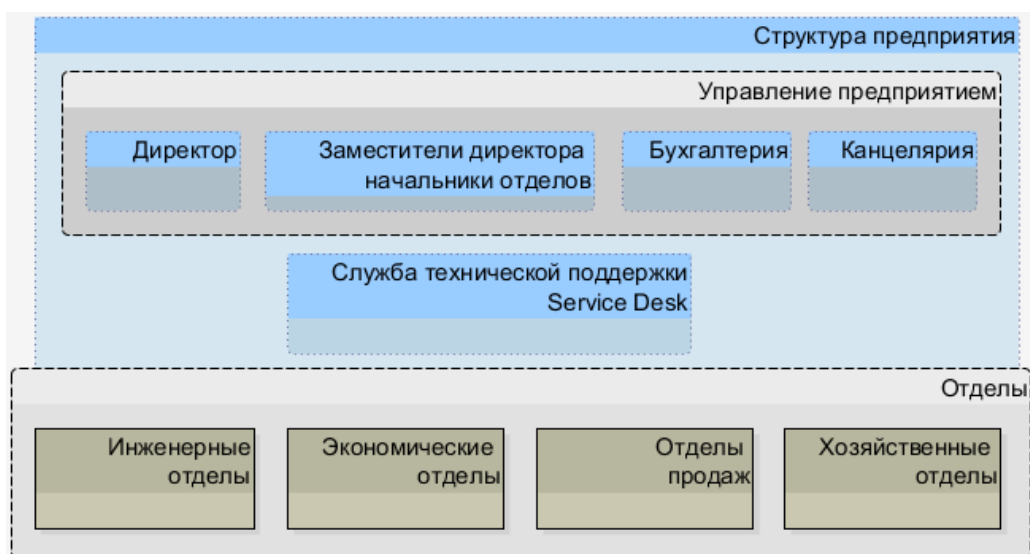 Структура предприятия
Управление предприятием
Директор
Заместители директора
начальники отделов
Бухгалтерия
Канцелярия
Служба технической поддержки
Service Desk
Отделы
Инженерные
отделы
Экономические
отделы
Отделы
продаж
Хозяйственные
отделы